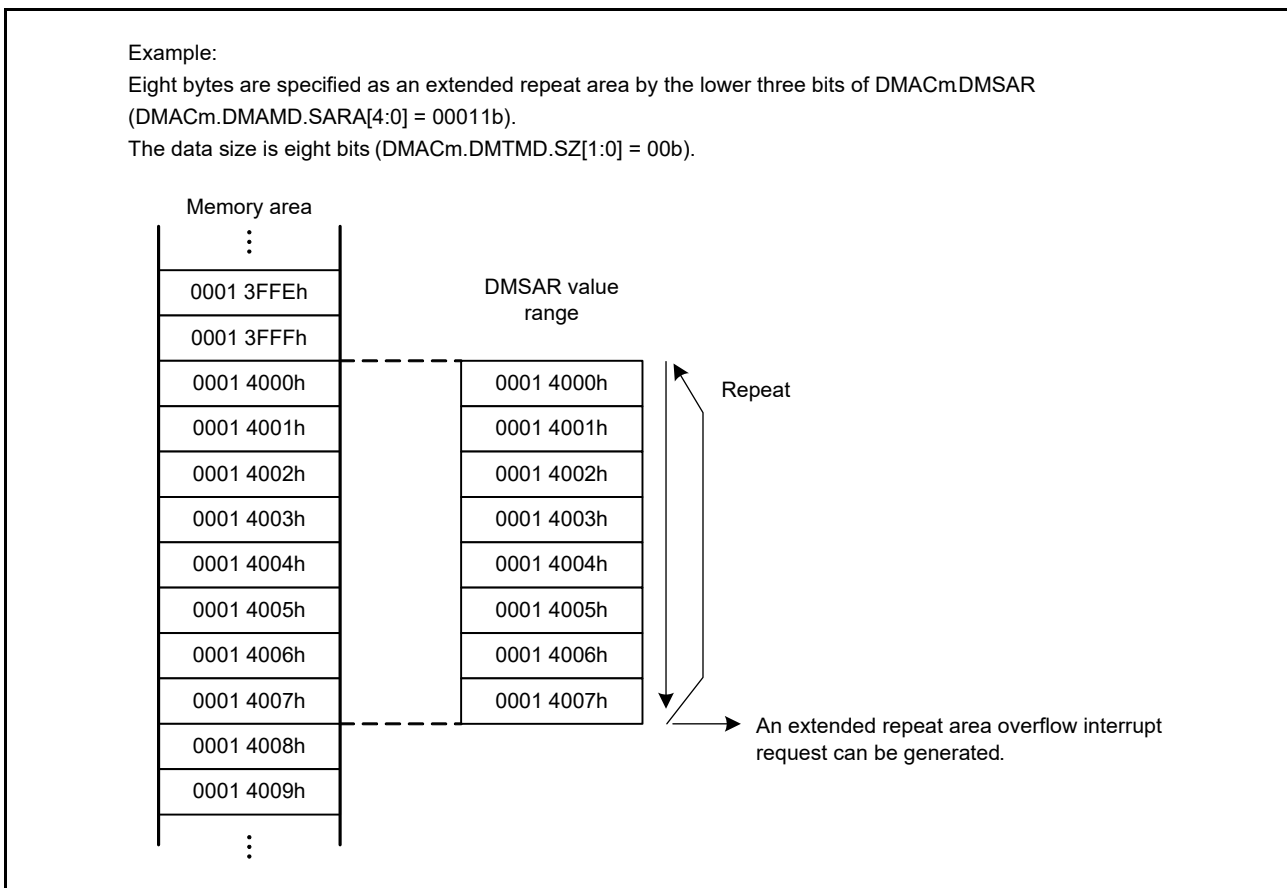 Example:
Eight bytes are specified as an extended repeat area by the lower three bits of DMACm.DMSAR
(DMACm.DMAMD.SARA[4:0] = 00011b).
The data size is eight bits (DMACm.DMTMD.SZ[1:0] = 00b).
Memory area
0001 3FFEh
0001 3FFFh
0001 4000h
0001 4001h
0001 4002h
0001 4003h
0001 4004h
0001 4005h
0001 4006h
0001 4007h
0001 4008h
0001 4009h
DMSAR value
range
0001 4000h
0001 4001h
0001 4002h
0001 4003h
0001 4004h
0001 4005h
0001 4006h
0001 4007h
Repeat
An extended repeat area overflow interrupt
request can be generated.